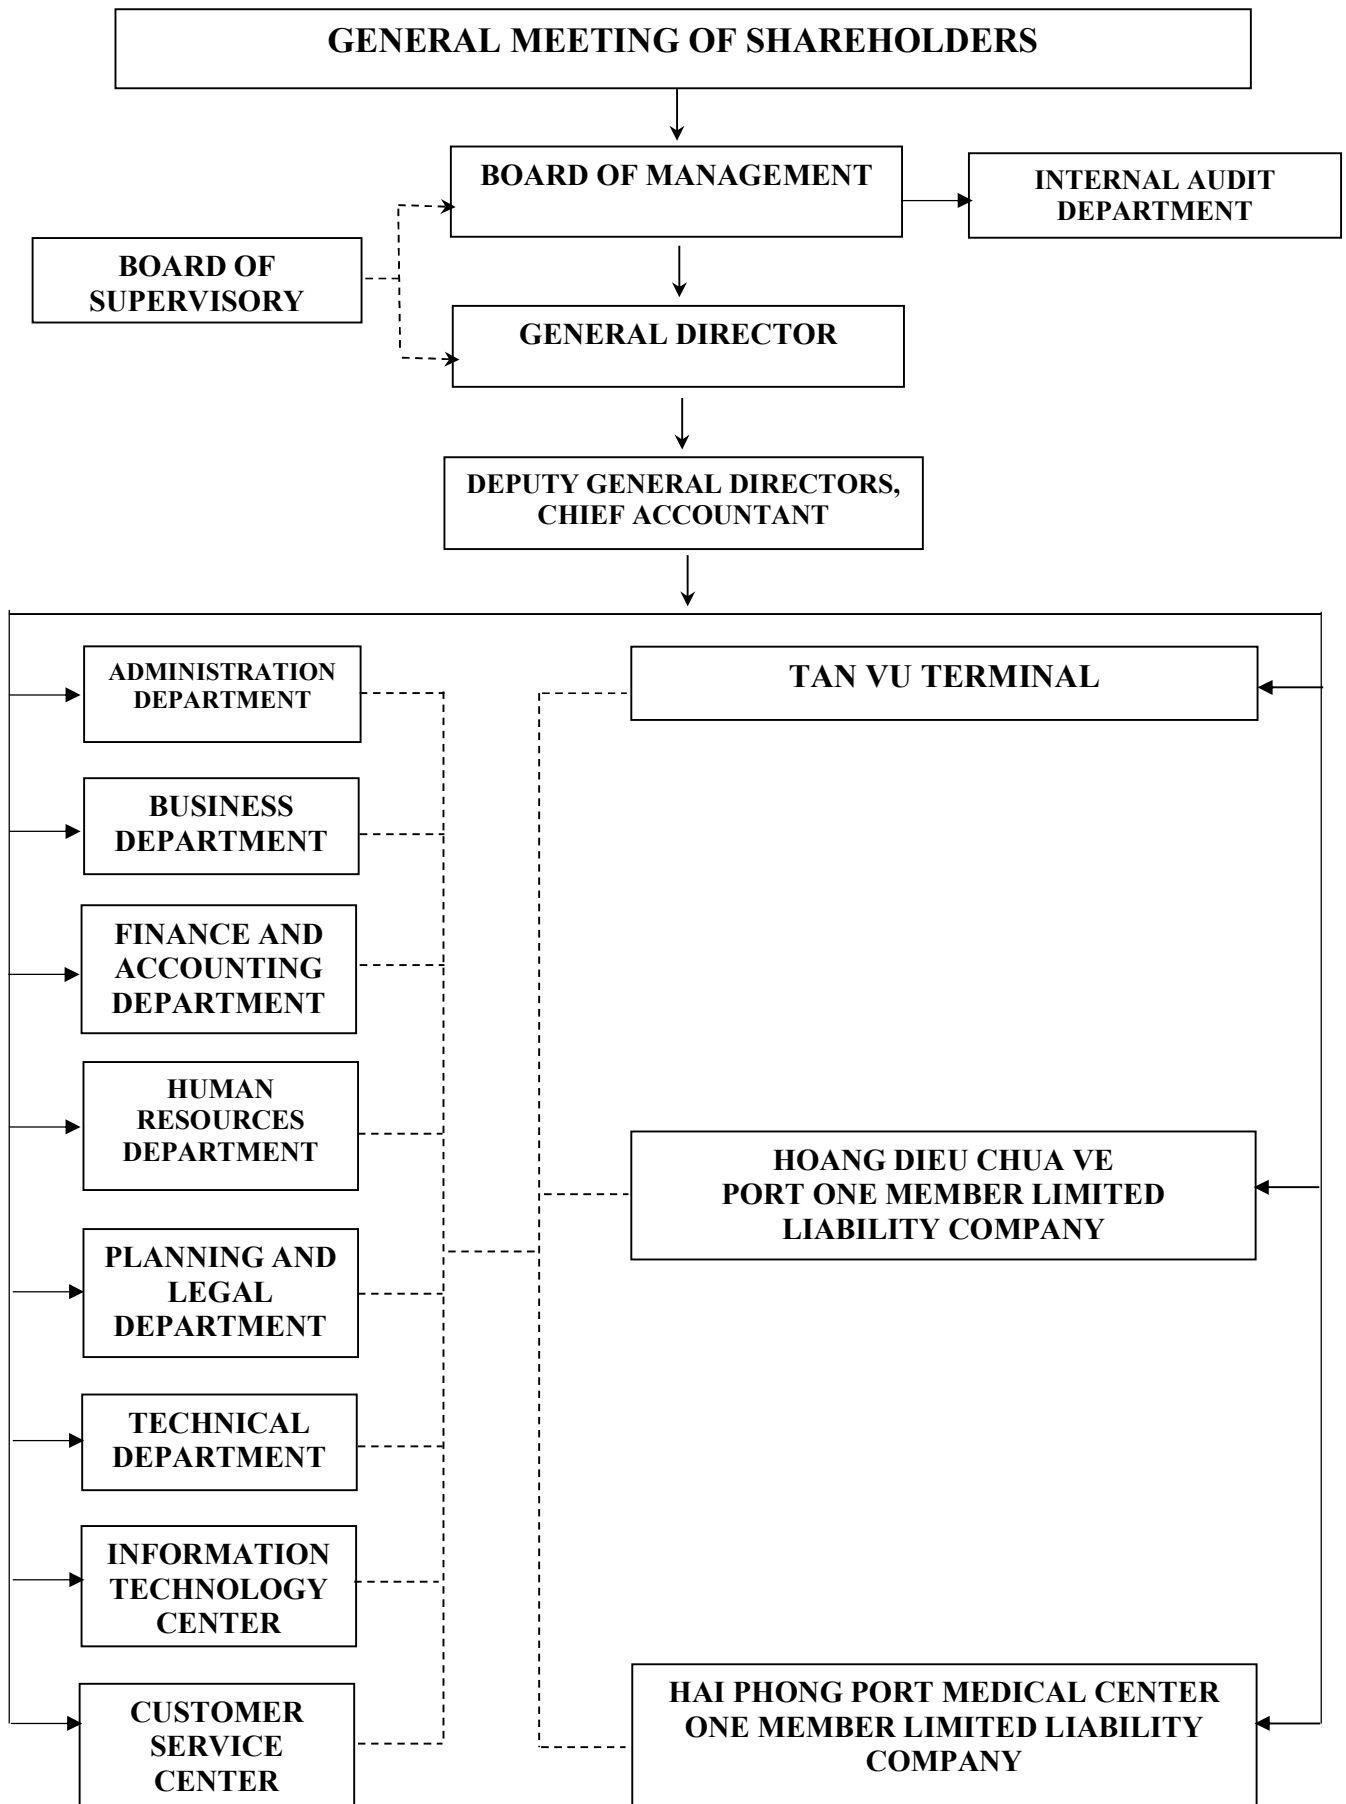 GENERAL MEETING OF SHAREHOLDERS
BOARD OF MANAGEMENT
INTERNAL AUDIT
DEPARTMENT
BOARD OF
SUPERVISORY
GENERAL DIRECTOR
DEPUTY GENERAL DIRECTORS,
CHIEF ACCOUNTANT
ADMINISTRATION
DEPARTMENT
TAN VU TERMINAL
BUSINESS
DEPARTMENT
FINANCE AND
ACCOUNTING
DEPARTMENT
HUMAN
RESOURCES
DEPARTMENT
HOANG DIEU CHUA VE
PORT ONE MEMBER LIMITED
LIABILITY COMPANY
PLANNING AND
LEGAL
DEPARTMENT
TECHNICAL
DEPARTMENT
INFORMATION
TECHNOLOGY
CENTER
CUSTOMER
SERVICE
CENTER
HAI PHONG PORT MEDICAL CENTER
ONE MEMBER LIMITED LIABILITY
COMPANY